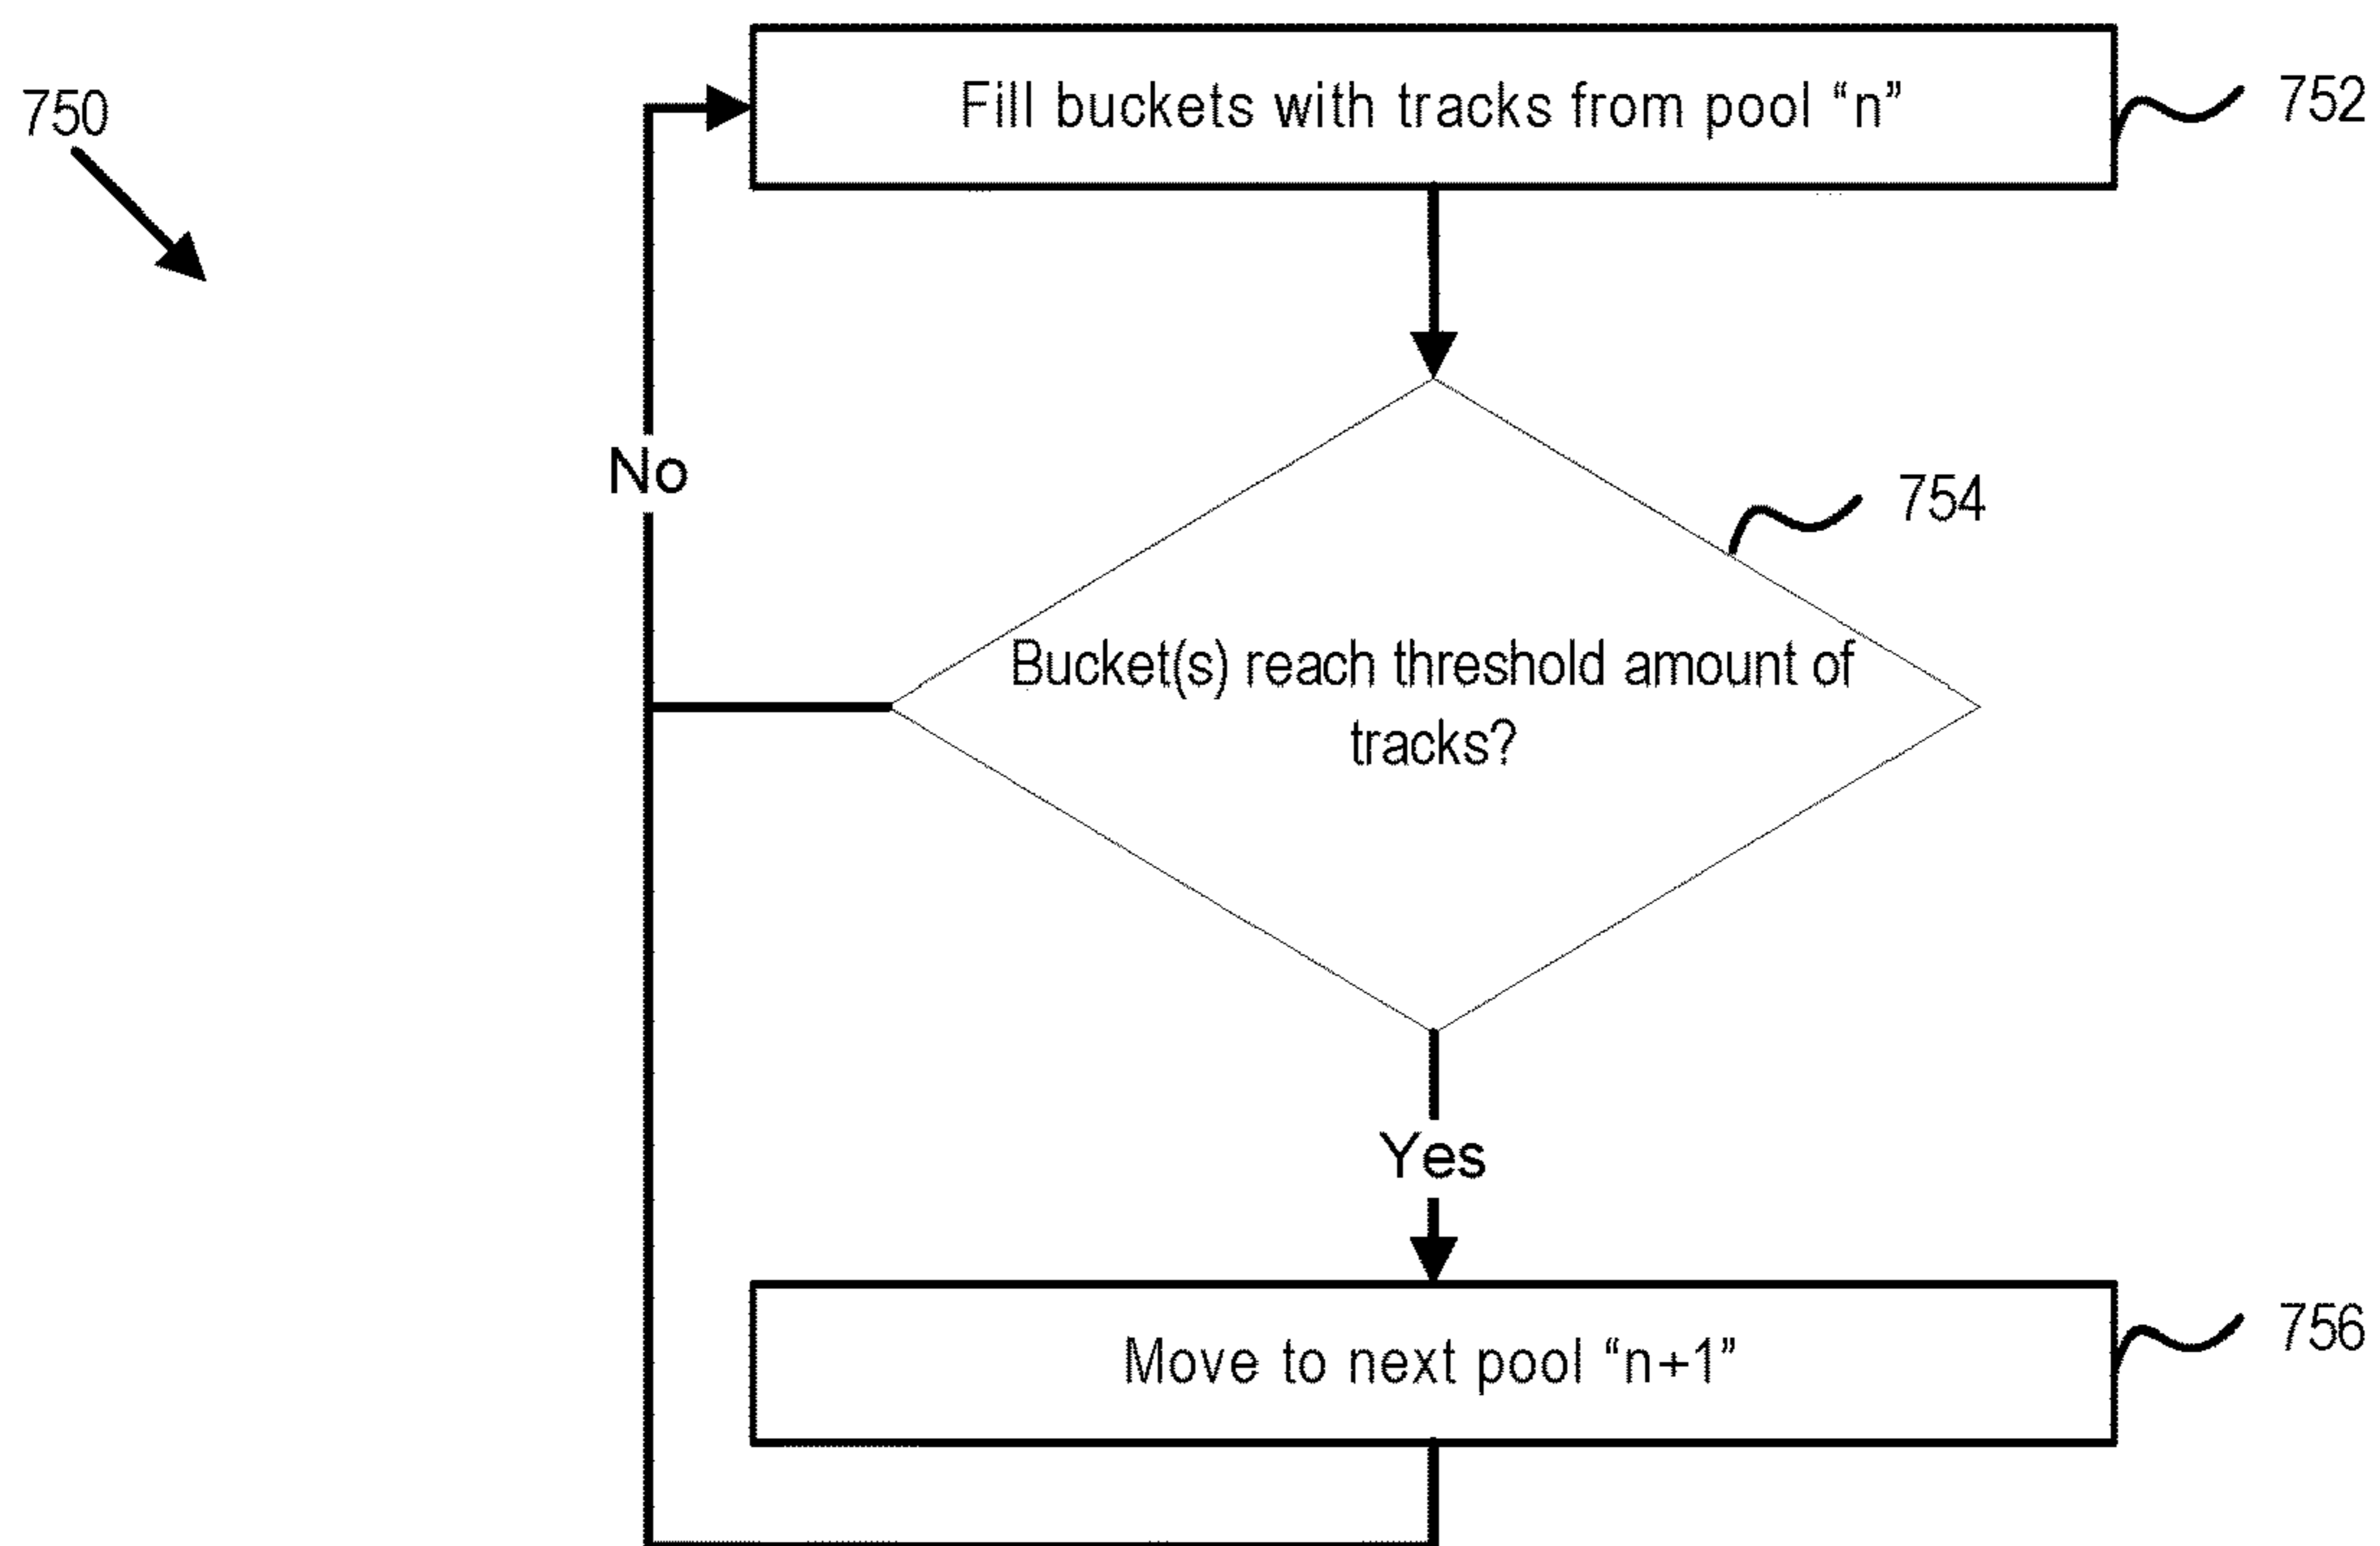 750
Fill buckets with tracks from pool “n”
752
No
754
Bucket(s) reach threshold amount of
tracks?
Yes
Move to next pool “n+1”
756